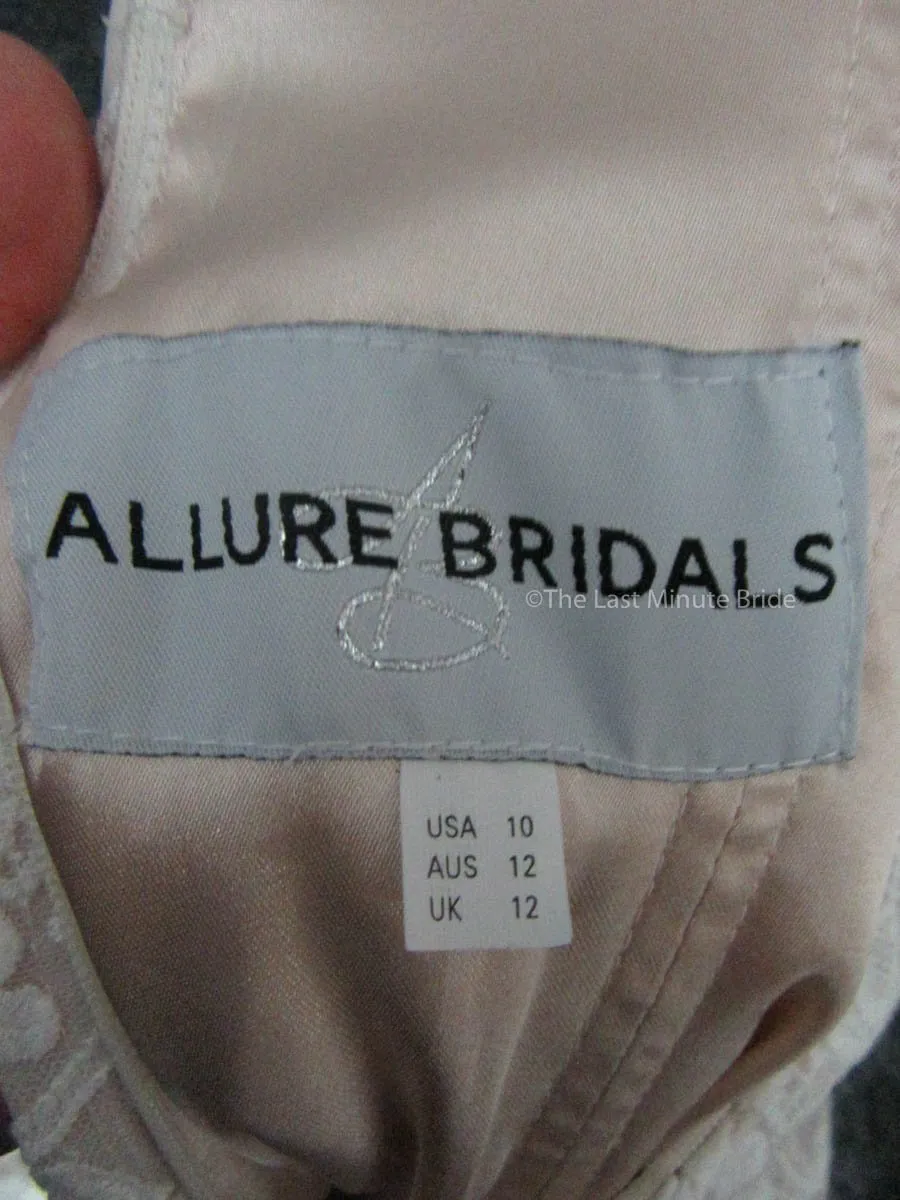 ALLURE BRIDALS
©The Last Minute Bride
USA 10
AUS 12
UK 12